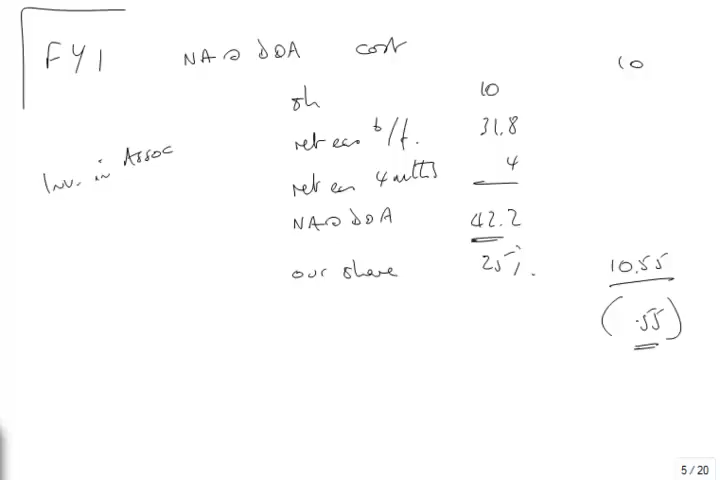 FYI NA @ DOA cost 10
sh 10
ret ear b/f. 31.8
Inv. in Assoc
ret ear 4 mths .4
NA @ DOA 42.2
our share 25%. 10.55
(.55)
5 / 20